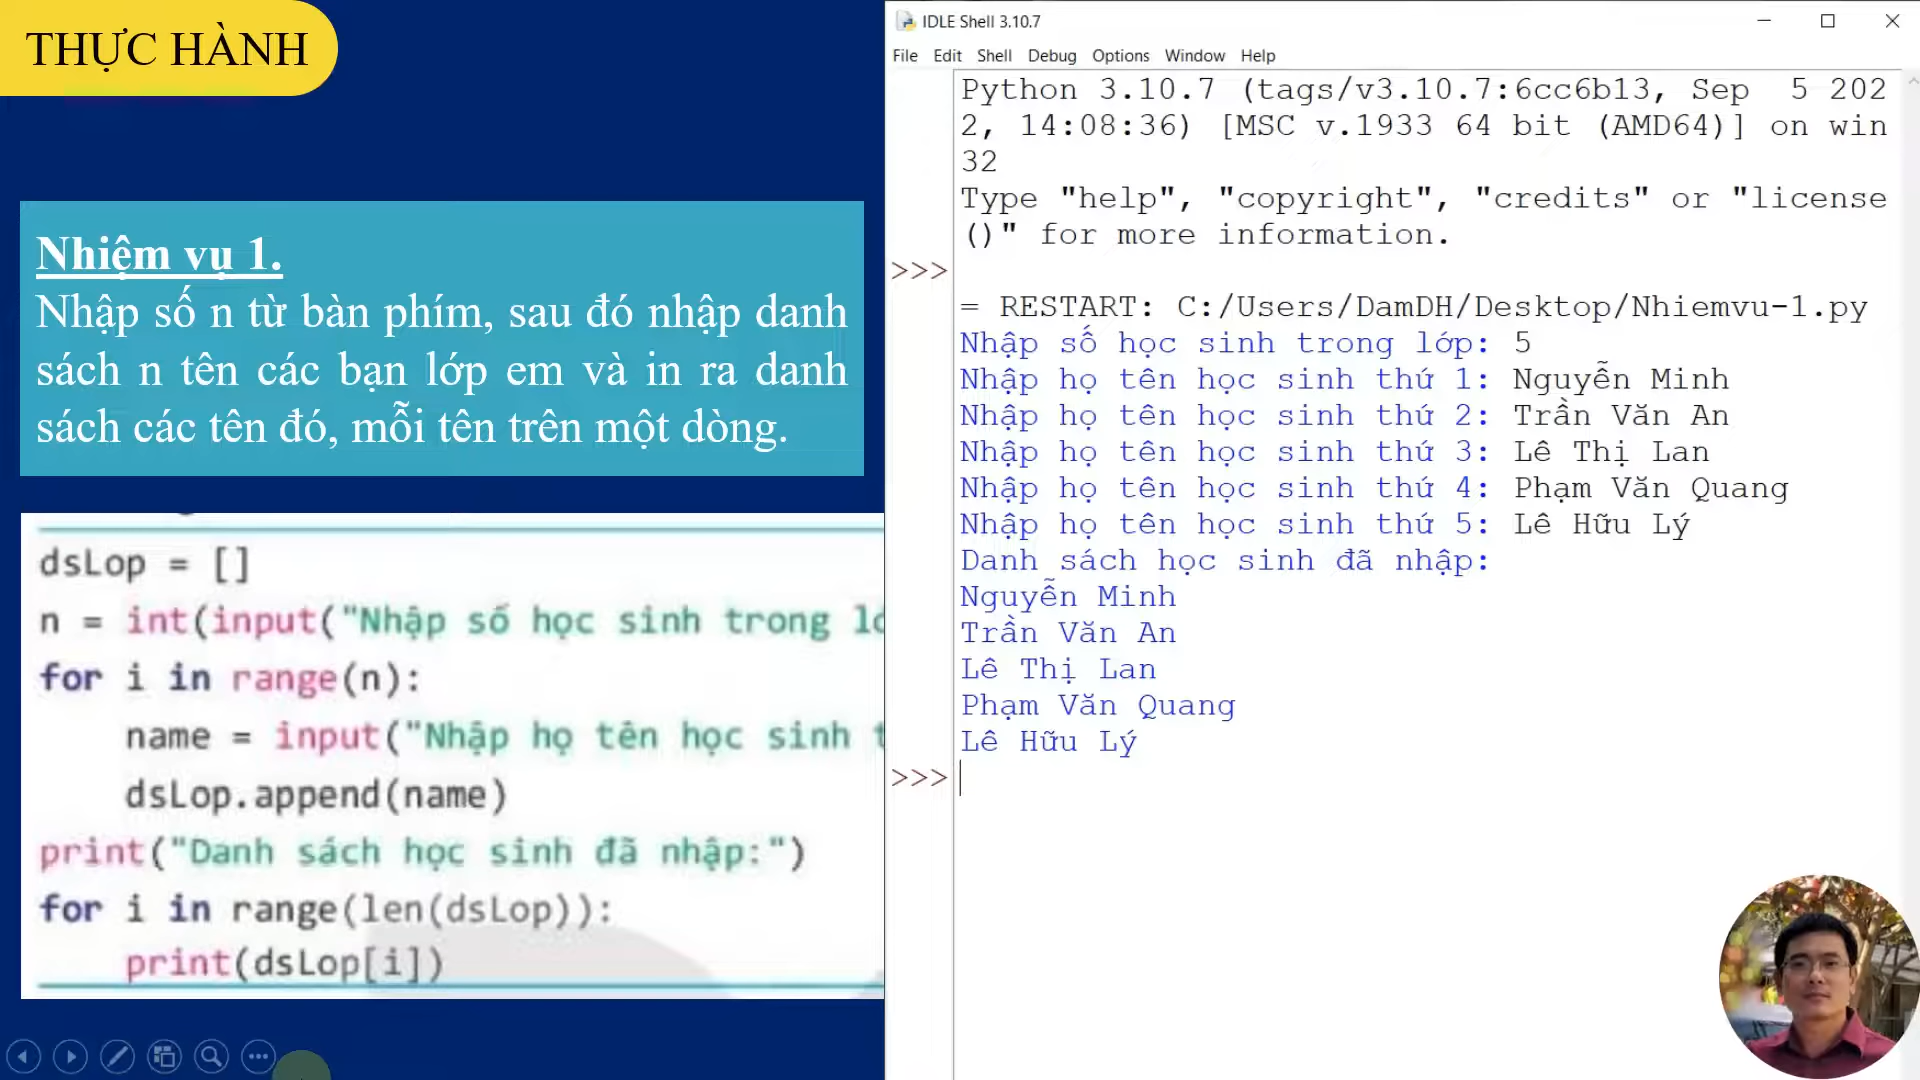 THỰC HÀNH
Nhiệm vụ 1.
Nhập số n từ bàn phím, sau đó nhập danh
sách n tên các bạn lớp em và in ra danh
sách các tên đó, mỗi tên trên một dòng.
dsLop = []
n = int(input("Nhập số học sinh trong
for i in range(n):
name = input("Nhập họ tên học sinh
dsLop.append(name)
print("Danh sách học sinh đã nhập:")
for i in range(len(dsLop)):
print(dsLop[i])
IDLE Shell 3.10.7
File Edit Shell Debug Options Window Help
Python 3.10.7 (tags/v3.10.7:6cc6b13, Sep  5 202
2, 14:08:36) [MSC v.1933 64 bit (AMD64)] on win
32
Type "help", "copyright", "credits" or "license
()" for more information.
>>>
= RESTART: C:/Users/DamDH/Desktop/Nhiemvu-1.py
Nhập số học sinh trong lớp: 5
Nhập họ tên học sinh thứ 1: Nguyễn Minh
Nhập họ tên học sinh thứ 2: Trần Văn An
Nhập họ tên học sinh thứ 3: Lê Thị Lan
Nhập họ tên học sinh thứ 4: Phạm Văn Quang
Nhập họ tên học sinh thứ 5: Lê Hữu Lý
Danh sách học sinh đã nhập:
Nguyễn Minh
Trần Văn An
Lê Thị Lan
Phạm Văn Quang
Lê Hữu Lý
>>>